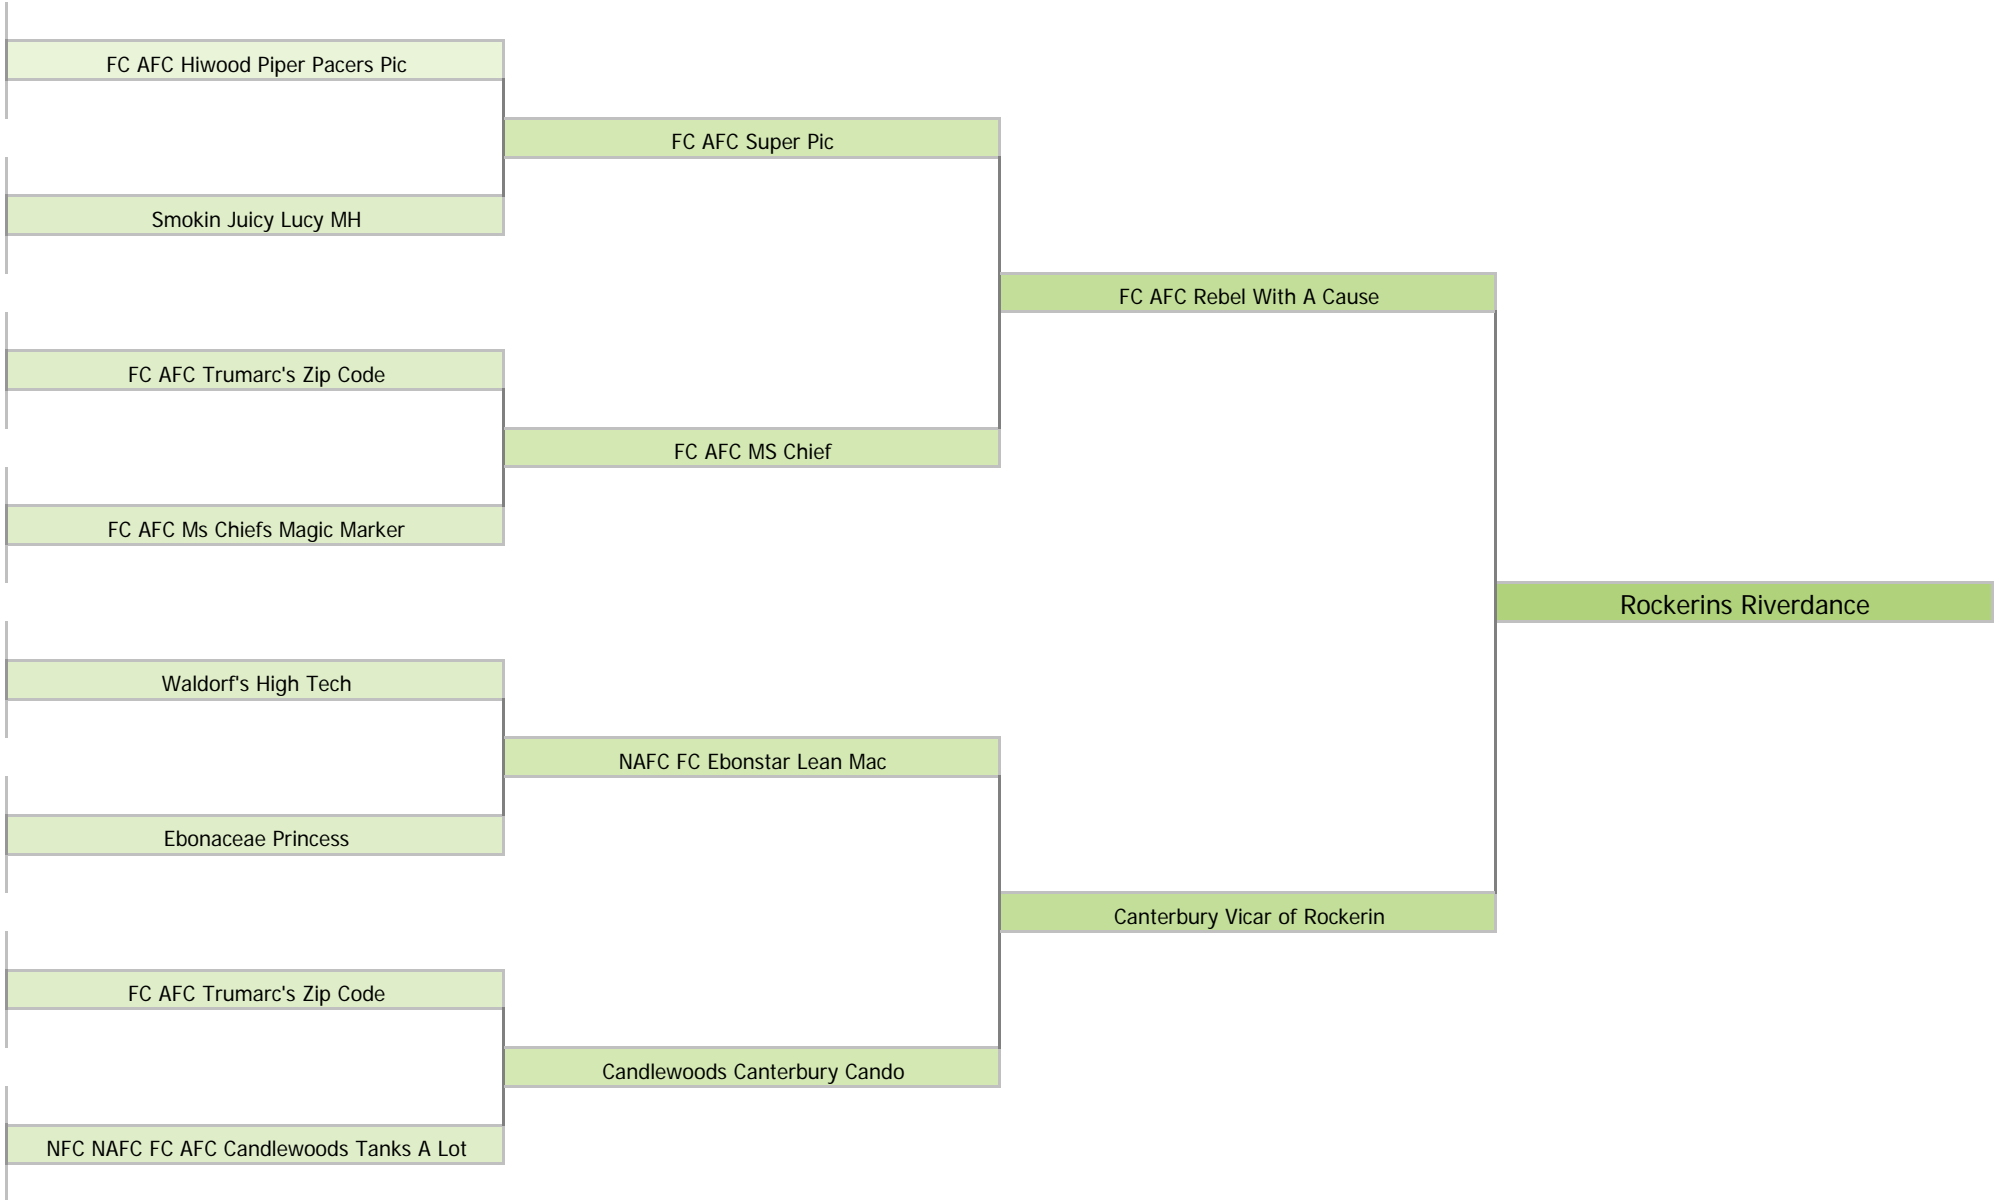 FC AFC Hiwood Piper Pacers Pic
FC AFC Super Pic
Smokin Juicy Lucy MH
FC AFC Rebel With A Cause
FC AFC Trumarc's Zip Code
FC AFC MS Chief
FC AFC Ms Chiefs Magic Marker
Rockerins Riverdance
Waldorf's High Tech
NAFC FC Ebonstar Lean Mac
Ebonaceae Princess
Canterbury Vicar of Rockerin
FC AFC Trumarc's Zip Code
Candlewoods Canterbury Cando
NFC NAFC FC AFC Candlewoods Tanks A Lot